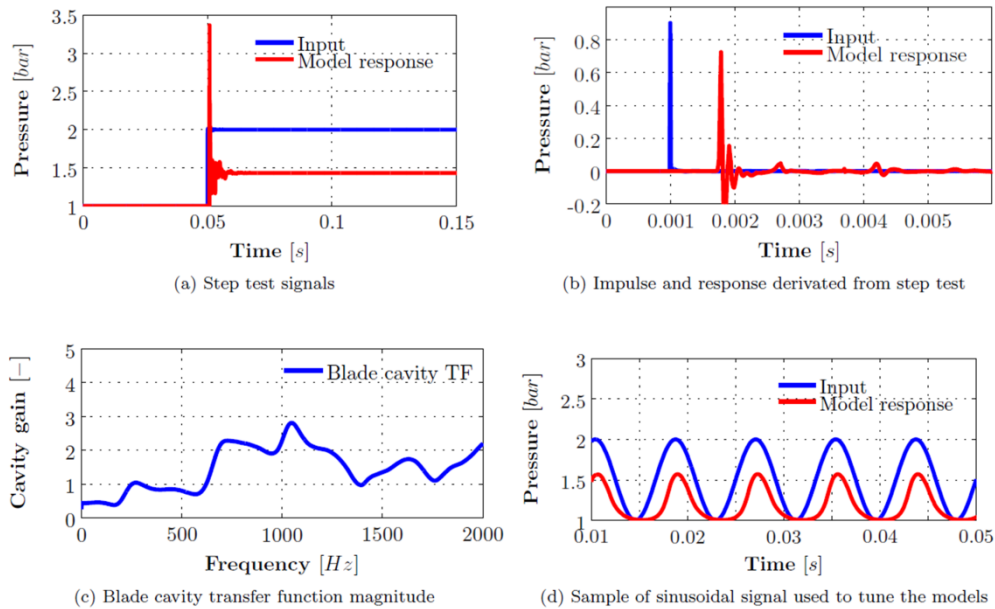 3.5
3
2.5
2
1.5
1
Pressure [bar]
Input
Model response
0
0.05
0.1
0.15
Time [s]
(a) Step test signals
0.8
0.6
0.4
0.2
0
-0.2
Pressure [bar]
Input
Model response
0
0.001
0.002
0.003
0.004
0.005
Time [s]
(b) Impulse and response derivated from step test
5
4
3
2
1
0
Cavity gain [−]
Blade cavity TF
0
500
1000
1500
2000
Frequency [Hz]
(c) Blade cavity transfer function magnitude
3
2.5
2
1.5
1
Pressure [bar]
Input
Model response
0.01
0.02
0.03
0.04
0.05
Time [s]
(d) Sample of sinusoidal signal used to tune the models